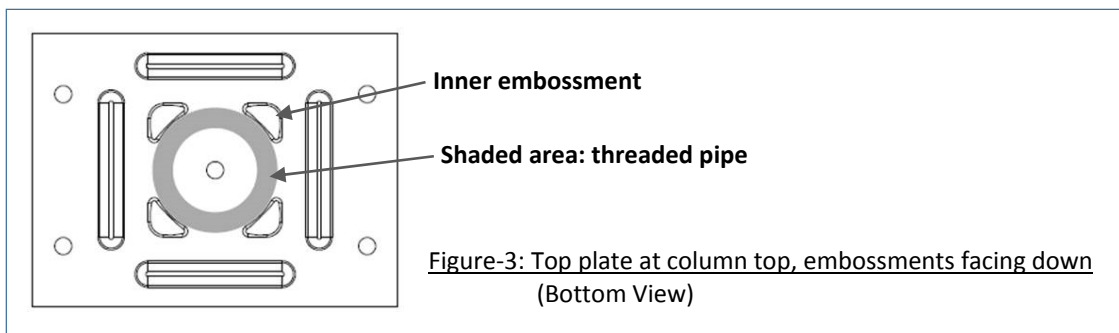 Inner embossment
Shaded area: threaded pipe
Figure-3: Top plate at column top, embossments facing down
(Bottom View)